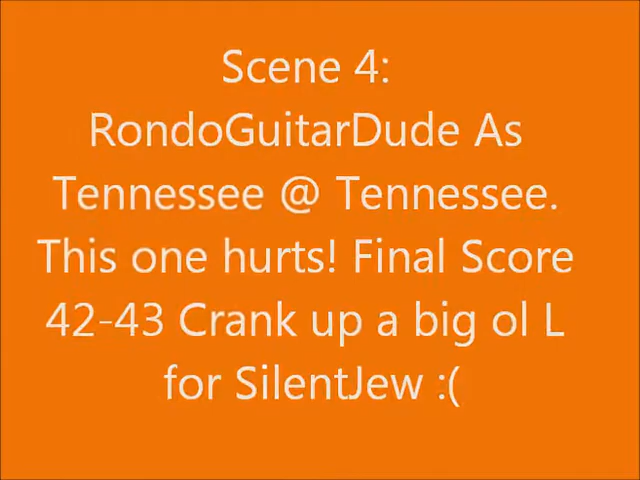 Scene 4:
RondoGuitarDude As
Tennessee @ Tennessee.
This one hurts! Final Score
42-43 Crank up a big ol L
for SilentJew :(